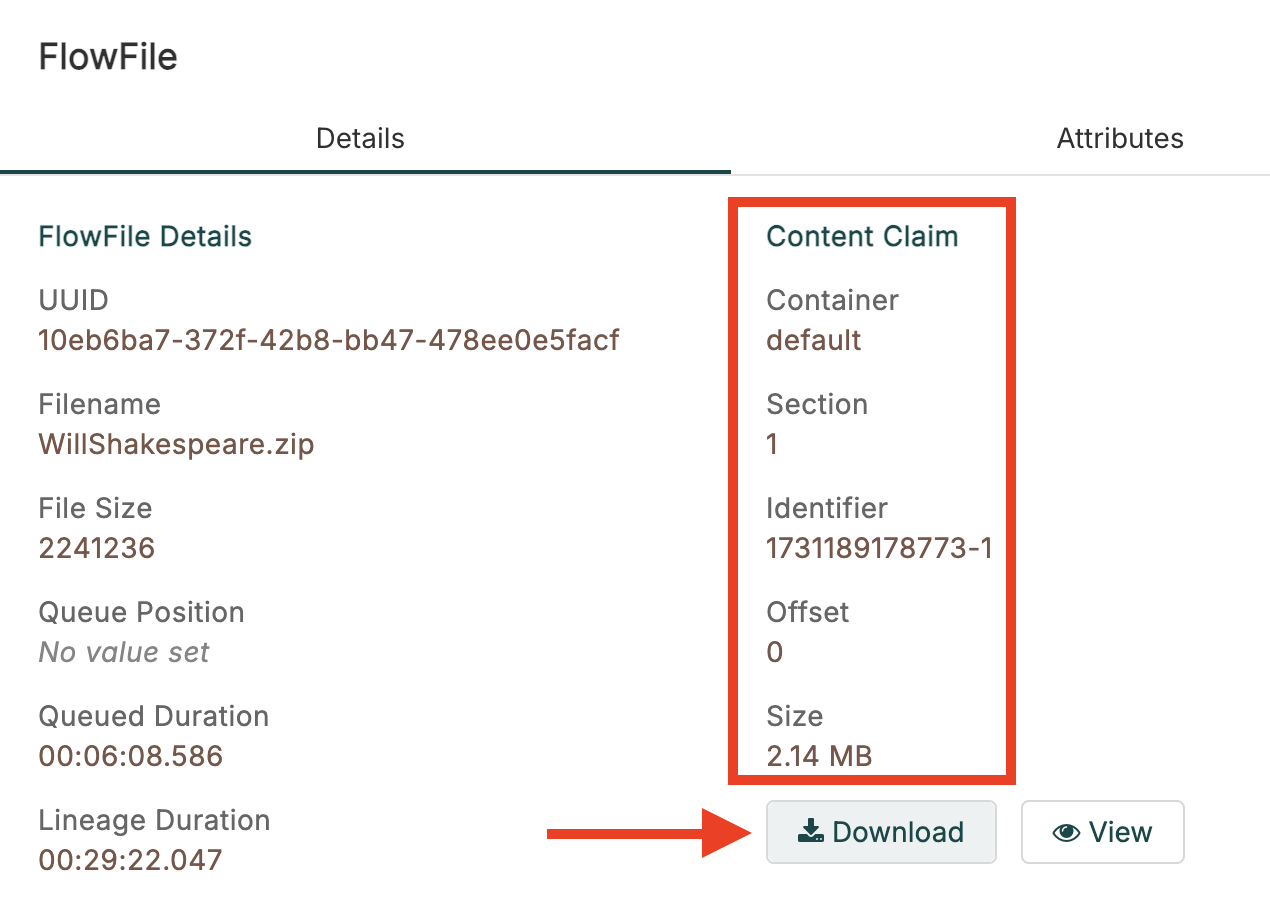 FlowFile
Details
Attributes
FlowFile Details
UUID
10eb6ba7-372f-42b8-bb47-478ee0e5facf
Filename
WillShakespeare.zip
File Size
2241236
Queue Position
No value set
Queued Duration
00:06:08.586
Lineage Duration
00:29:22.047
Content Claim
Container
default
Section
1
Identifier
1731189178773-1
Offset
0
Size
2.14 MB
Download
View